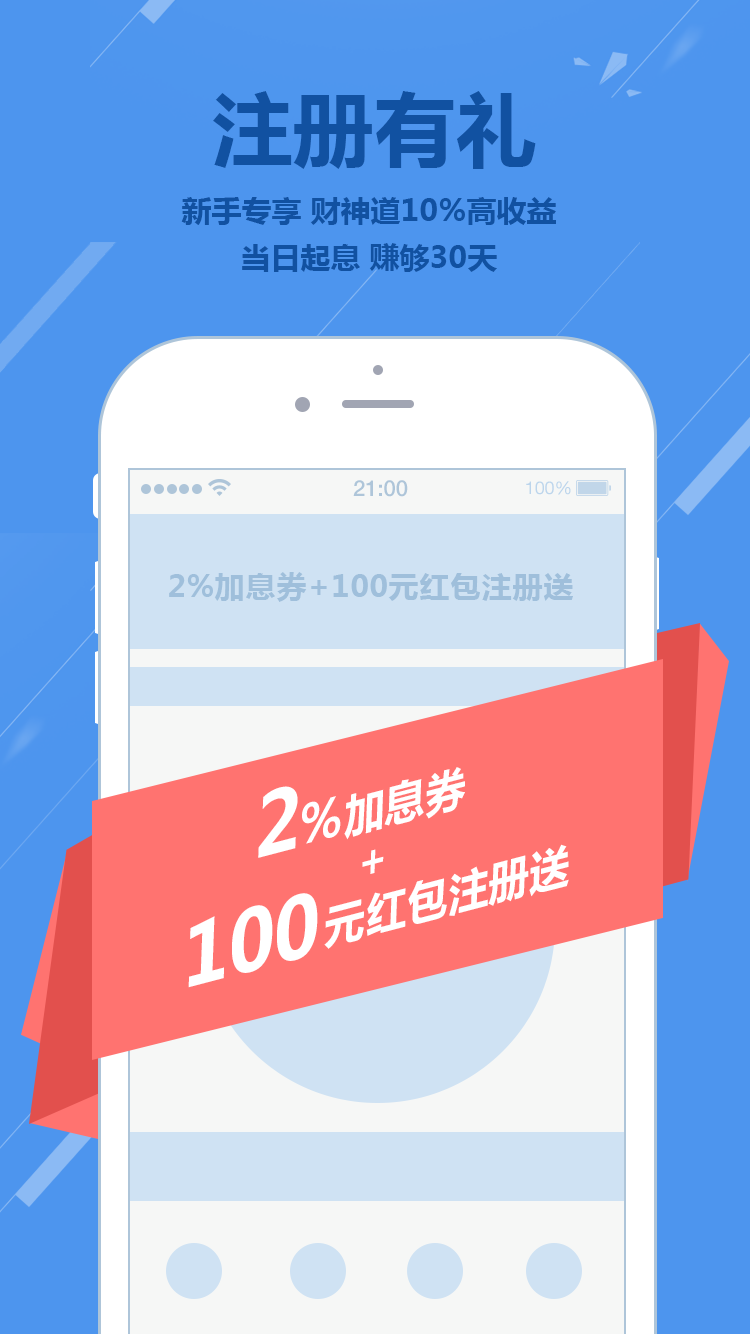 注册有礼
新手专享 财神道10%高收益
当日起息 赚够30天
21:00
100%
2%加息券+100元红包注册送
2%加息券
+
100元红包注册送